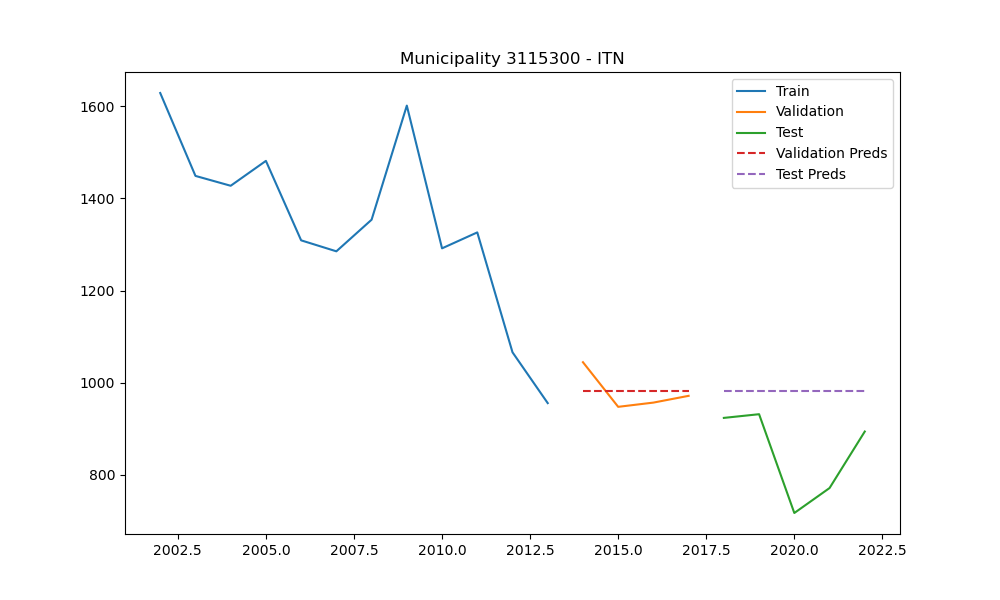 Municipality 3115300 - ITN
Train
Validation
Test
Validation Preds
Test Preds
1600
1400
1200
1000
800
2002.5 2005.0 2007.5 2010.0 2012.5 2015.0 2017.5 2020.0 2022.5